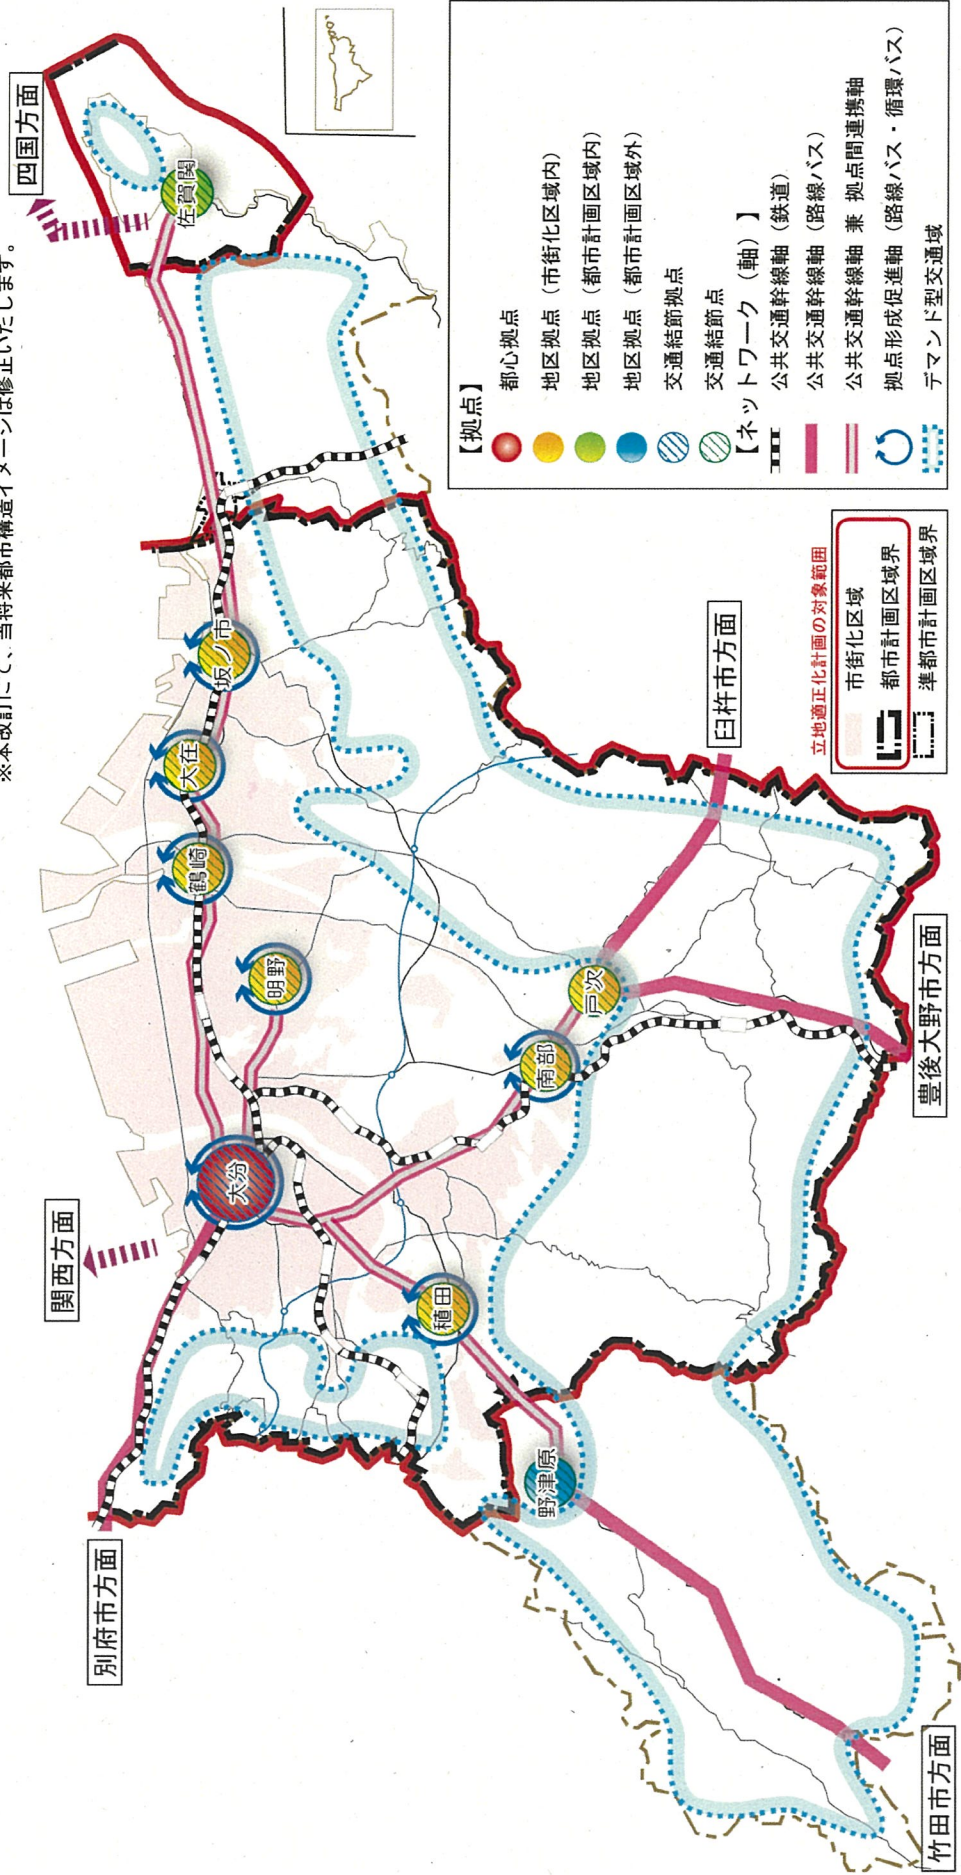 ※本改訂にて、当将来都市構造イメージは修正いたします。
四国方面
関西方面
別府市方面
佐賀関
坂ノ市
大在
鶴崎
明野
大分
稙田
南部
戸次
野津原
臼杵市方面
豊後大野市方面
竹田市方面
【拠点】
都心拠点
地区拠点（市街化区域内）
地区拠点（都市計画区域内）
地区拠点（都市計画区域外）
交通結節拠点
交通結節点
【ネットワーク（軸）】
公共交通幹線軸（鉄道）
公共交通幹線軸（路線バス）
公共交通幹線軸 兼 拠点間連携軸
拠点形成促進軸（路線バス・循環バス）
デマンド型交通域
立地適正化計画の対象範囲
市街化区域
都市計画区域界
準都市計画区域界